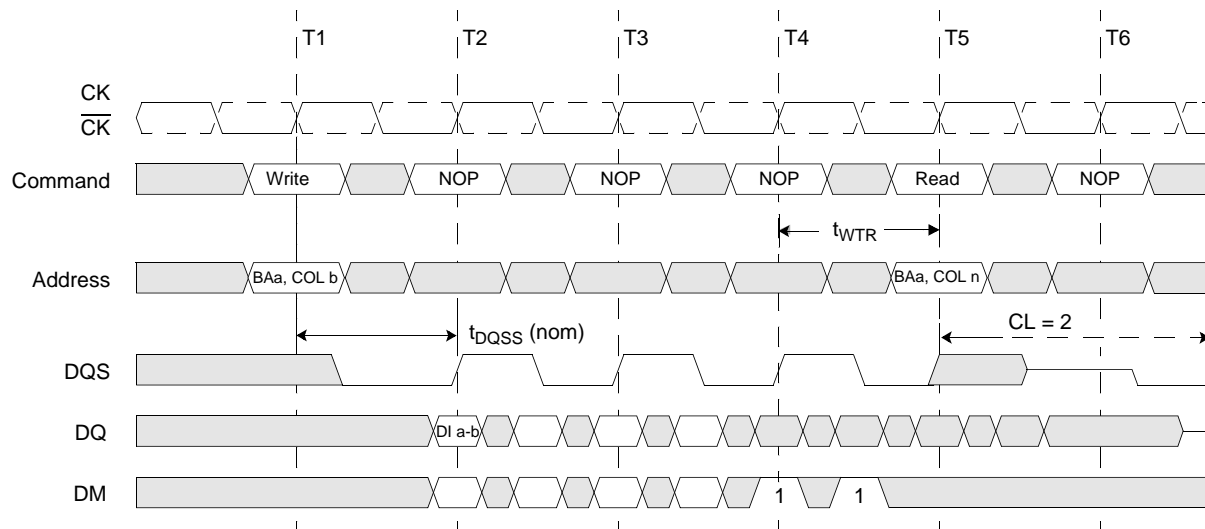 T1 T2 T3 T4 T5 T6
CK
CK
Command Write NOP NOP NOP Read NOP
tWTR
Address BAa, COL b BAa, COL n
tDQSS (nom) CL = 2
DQS
DQ DI a-b
DM 1 1